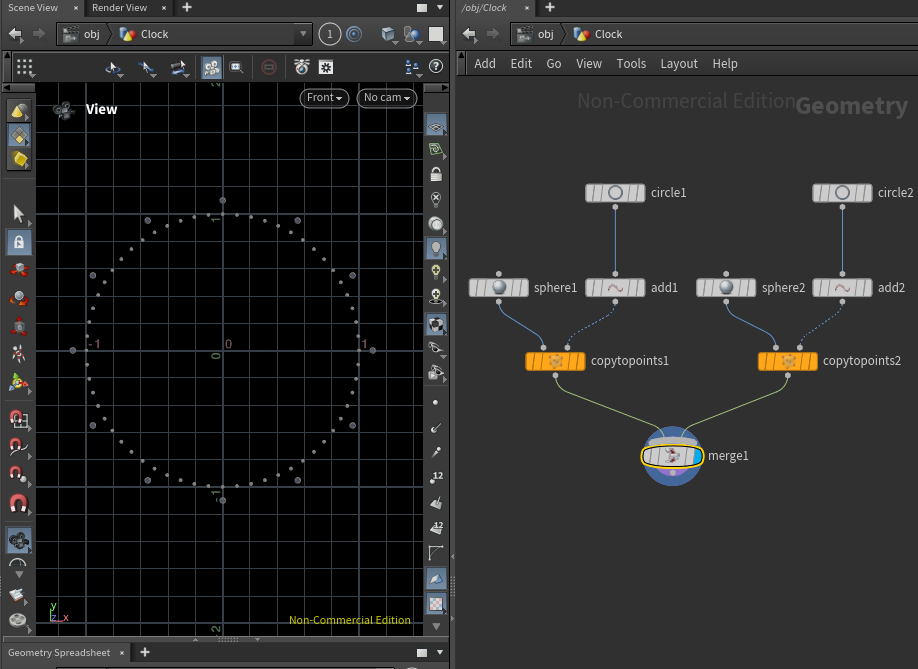 Scene View × Render View × +
/obj/Clock × +
obj Clock 1
obj Clock
Add Edit Go View Tools Layout Help
View
Front
No cam
Non-Commercial Edition
Geometry
circle1
circle2
sphere1
add1
sphere2
add2
copytopoints1
copytopoints2
merge1
1
-1
0
1
0
-1
-2
12
12
y
z x
Non-Commercial Edition
Geometry Spreadsheet × +